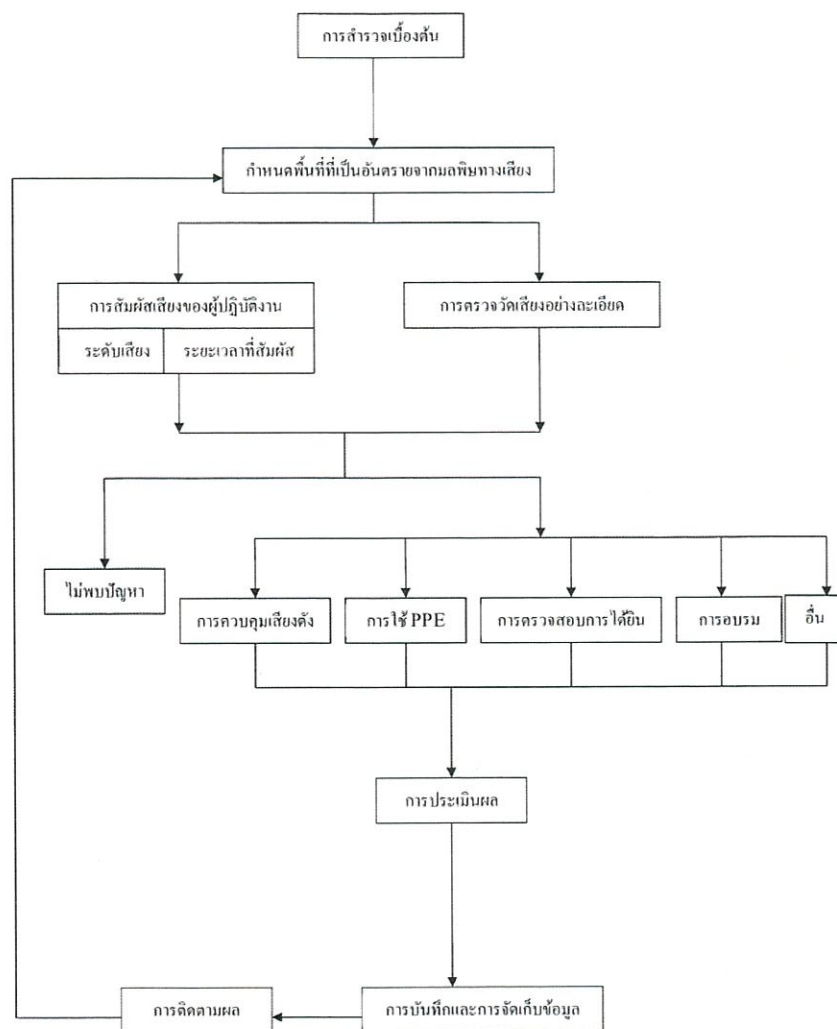 การสำรวจเบื้องต้น
กำหนดพื้นที่ที่เป็นอันตรายจากมลพิษทางเสียง
การสัมผัสเสียงของผู้ปฏิบัติงาน
ระดับเสียง
ระยะเวลาที่สัมผัส
การตรวจวัดเสียงอย่างละเอียด
ไม่พบปัญหา
การควบคุมเสียงดัง
การใช้ PPE
การตรวจสอบการได้ยิน
การอบรม
อื่น
การประเมินผล
การติดตามผล
การบันทึกและการจัดเก็บข้อมูล